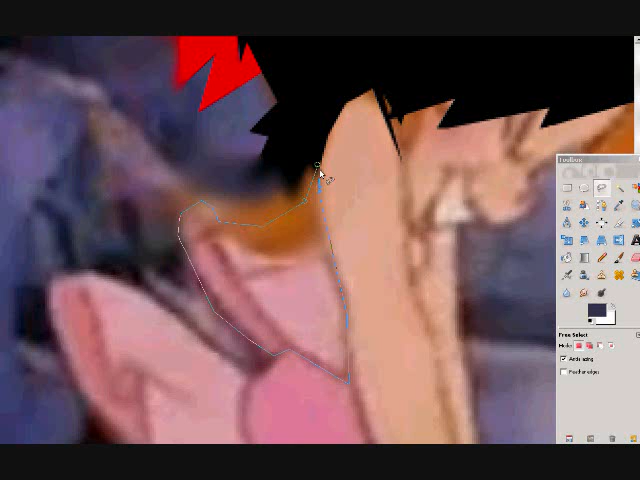 Toolbox
Free Select
Mode:
Antialiasing
Feather edges